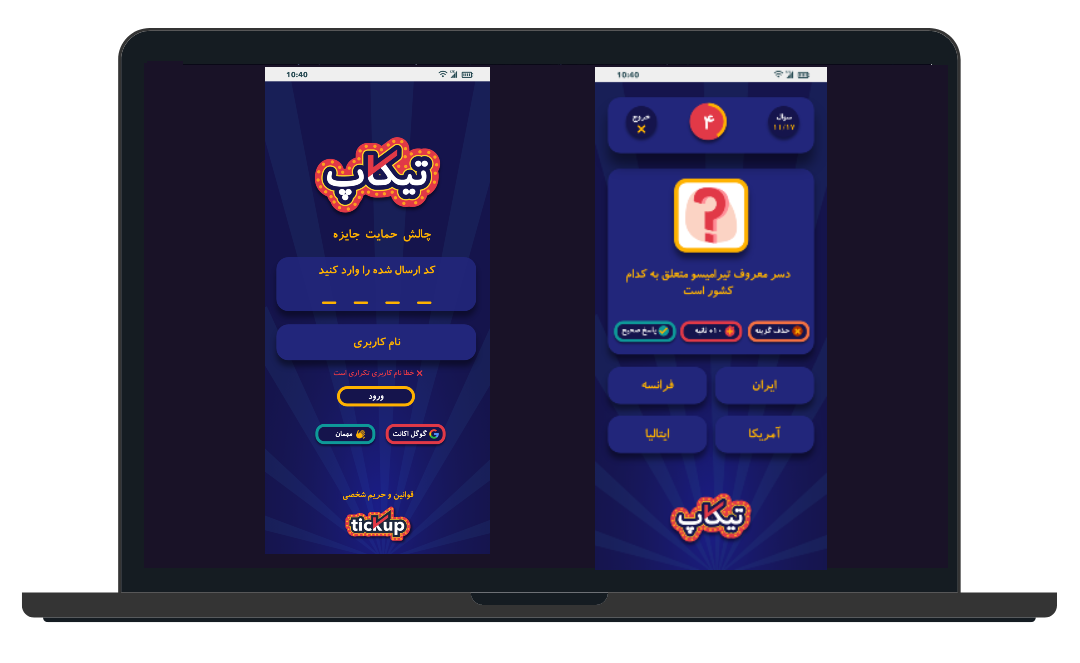 10:40
تیکاپ
چالش حمایت جایزه
کد ارسال شده را وارد کنید
نام کاربری
خطا نام کاربری تکراری است
ورود
گوگل اکانت
مهمان
قوانین و حریم شخصی
tickup
10:40
سوال
۱۱/۱۷
۴
خروج
?
دسر معروف تیرامیسو متعلق به کدام
کشور است
حذف گزینه
+۱۰ ثانیه
پاسخ صحیح
ایران
فرانسه
آمریکا
ایتالیا
تیکاپ